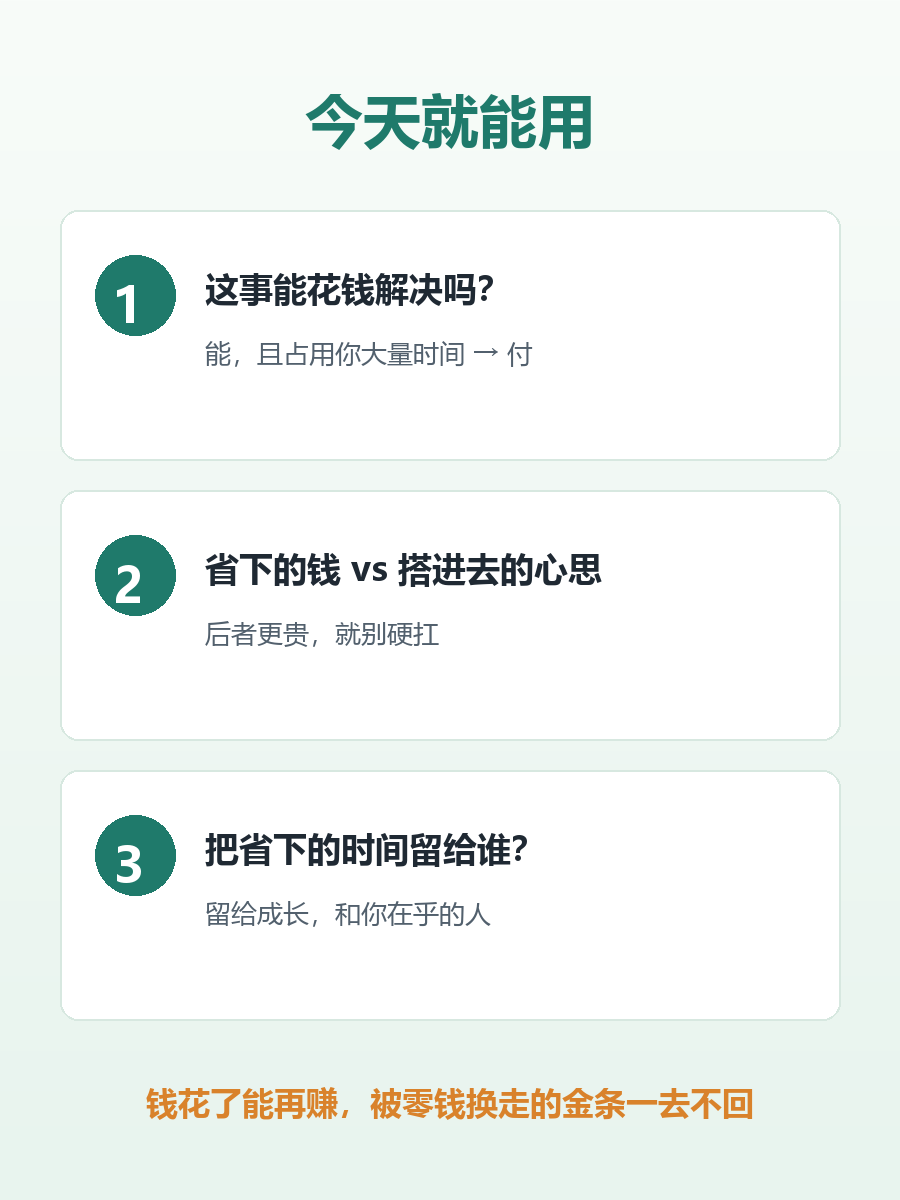 今天就能用
1
这事能花钱解决吗？
能，且占用你大量时间 → 付
2
省下的钱 vs 搭进去的心思
后者更贵，就别硬扛
3
把省下的时间留给谁？
留给成长，和你在乎的人
钱花了能再赚，被零钱换走的金条一去不回